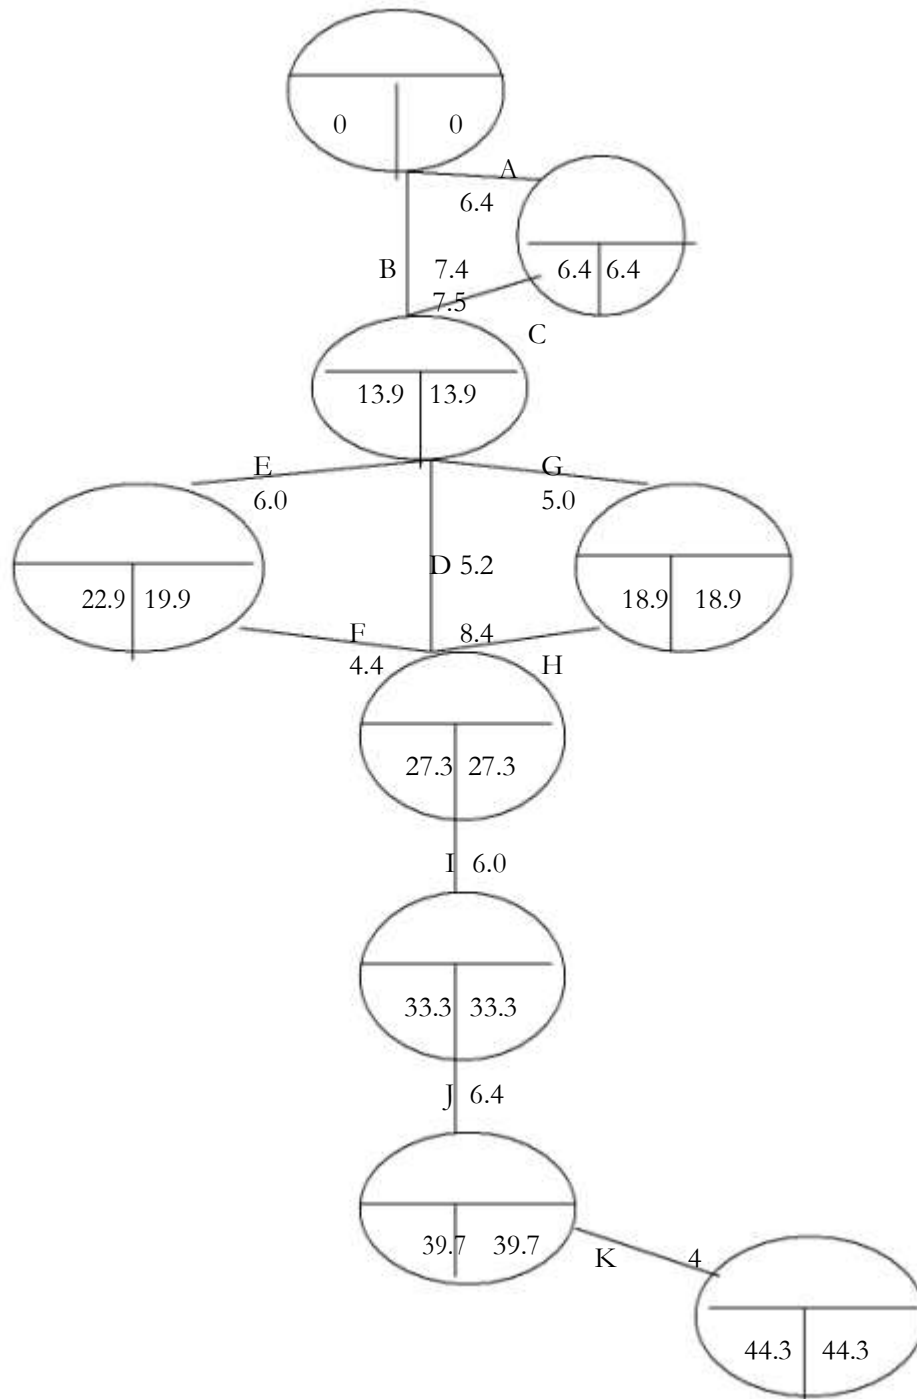 0 0
A
6.4
B 7.4
6.4 6.4
7.5
C
13.9 13.9
E G
6.0 5.0
D 5.2
22.9 19.9
18.9 18.9
F 8.4
4.4 H
27.3 27.3
I 6.0
33.3 33.3
J 6.4
39.7 39.7
K 4
44.3 44.3